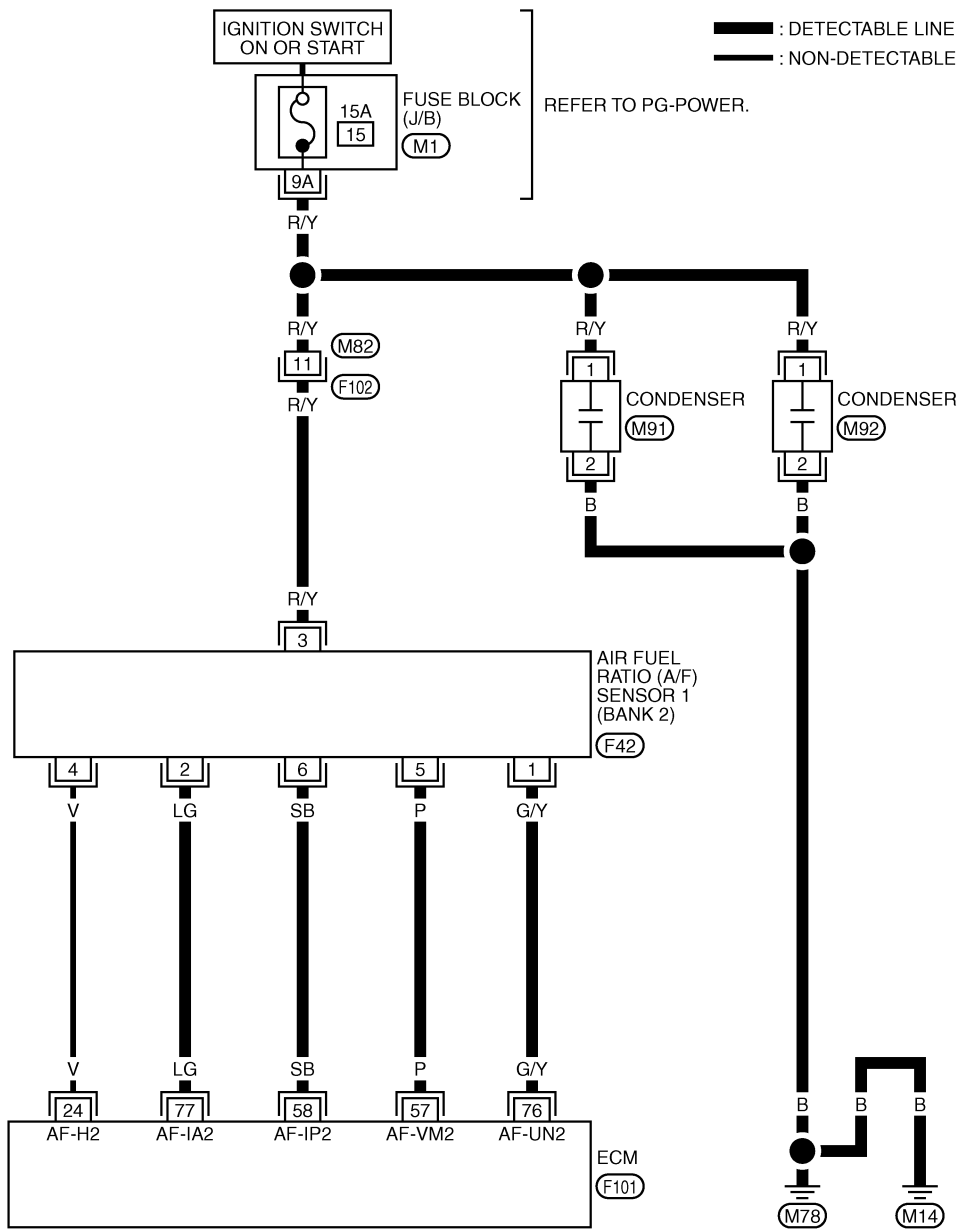 IGNITION SWITCH
ON OR START
: DETECTABLE LINE
: NON-DETECTABLE
15A
15
FUSE BLOCK
(J/B)
M1
REFER TO PG-POWER.
9A
R/Y
R/Y
R/Y
R/Y
M82
11
F102
R/Y
1
CONDENSER
M91
2
B
1
CONDENSER
M92
2
B
R/Y
3
AIR FUEL
RATIO (A/F)
SENSOR 1
(BANK 2)
F42
4
2
6
5
1
V
LG
SB
P
G/Y
V
LG
SB
P
G/Y
24
77
58
57
76
AF-H2
AF-IA2
AF-IP2
AF-VM2
AF-UN2
ECM
F101
B
B
B
M78
M14